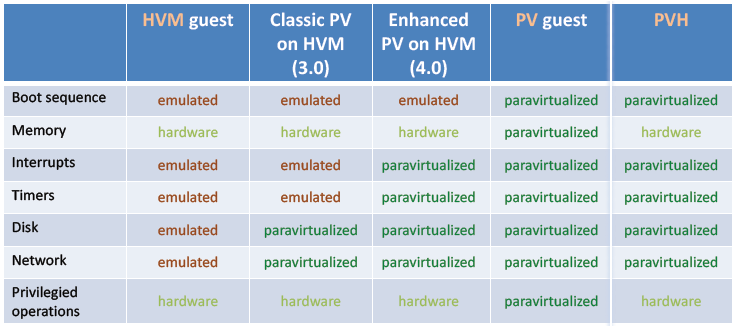 HVM guest Classic PV on HVM (3.0) Enhanced PV on HVM (4.0) PV guest PVH
Boot sequence emulated emulated emulated paravirtualized paravirtualized
Memory hardware hardware hardware paravirtualized hardware
Interrupts emulated emulated paravirtualized paravirtualized paravirtualized
Timers emulated emulated paravirtualized paravirtualized paravirtualized
Disk emulated paravirtualized paravirtualized paravirtualized paravirtualized
Network emulated paravirtualized paravirtualized paravirtualized paravirtualized
Privilegied operations hardware hardware hardware paravirtualized hardware